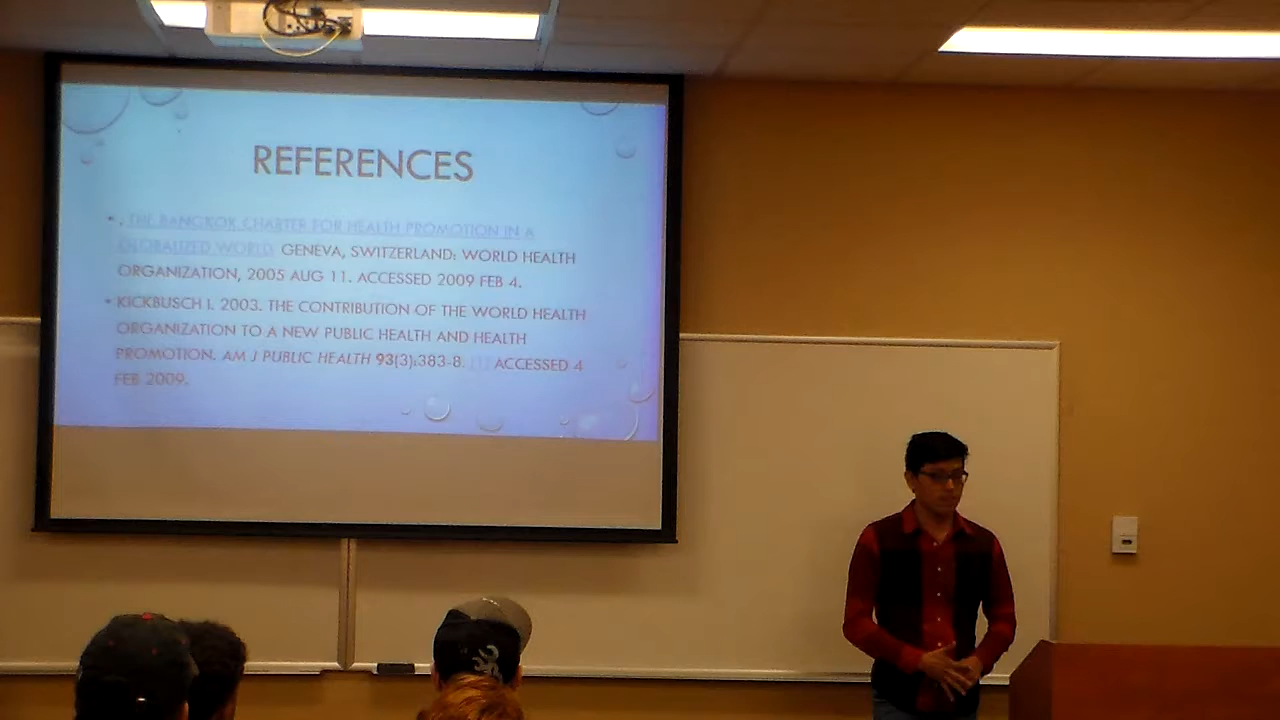 REFERENCES
• . THE BANGKOK CHARTER FOR HEALTH PROMOTION IN A
GLOBALIZED WORLD. GENEVA, SWITZERLAND: WORLD HEALTH
ORGANIZATION, 2005 AUG 11. ACCESSED 2009 FEB 4.
• KICKBUSCH I. 2003. THE CONTRIBUTION OF THE WORLD HEALTH
ORGANIZATION TO A NEW PUBLIC HEALTH AND HEALTH
PROMOTION. AM J PUBLIC HEALTH 93(3):383-8. ACCESSED 4
FEB 2009.